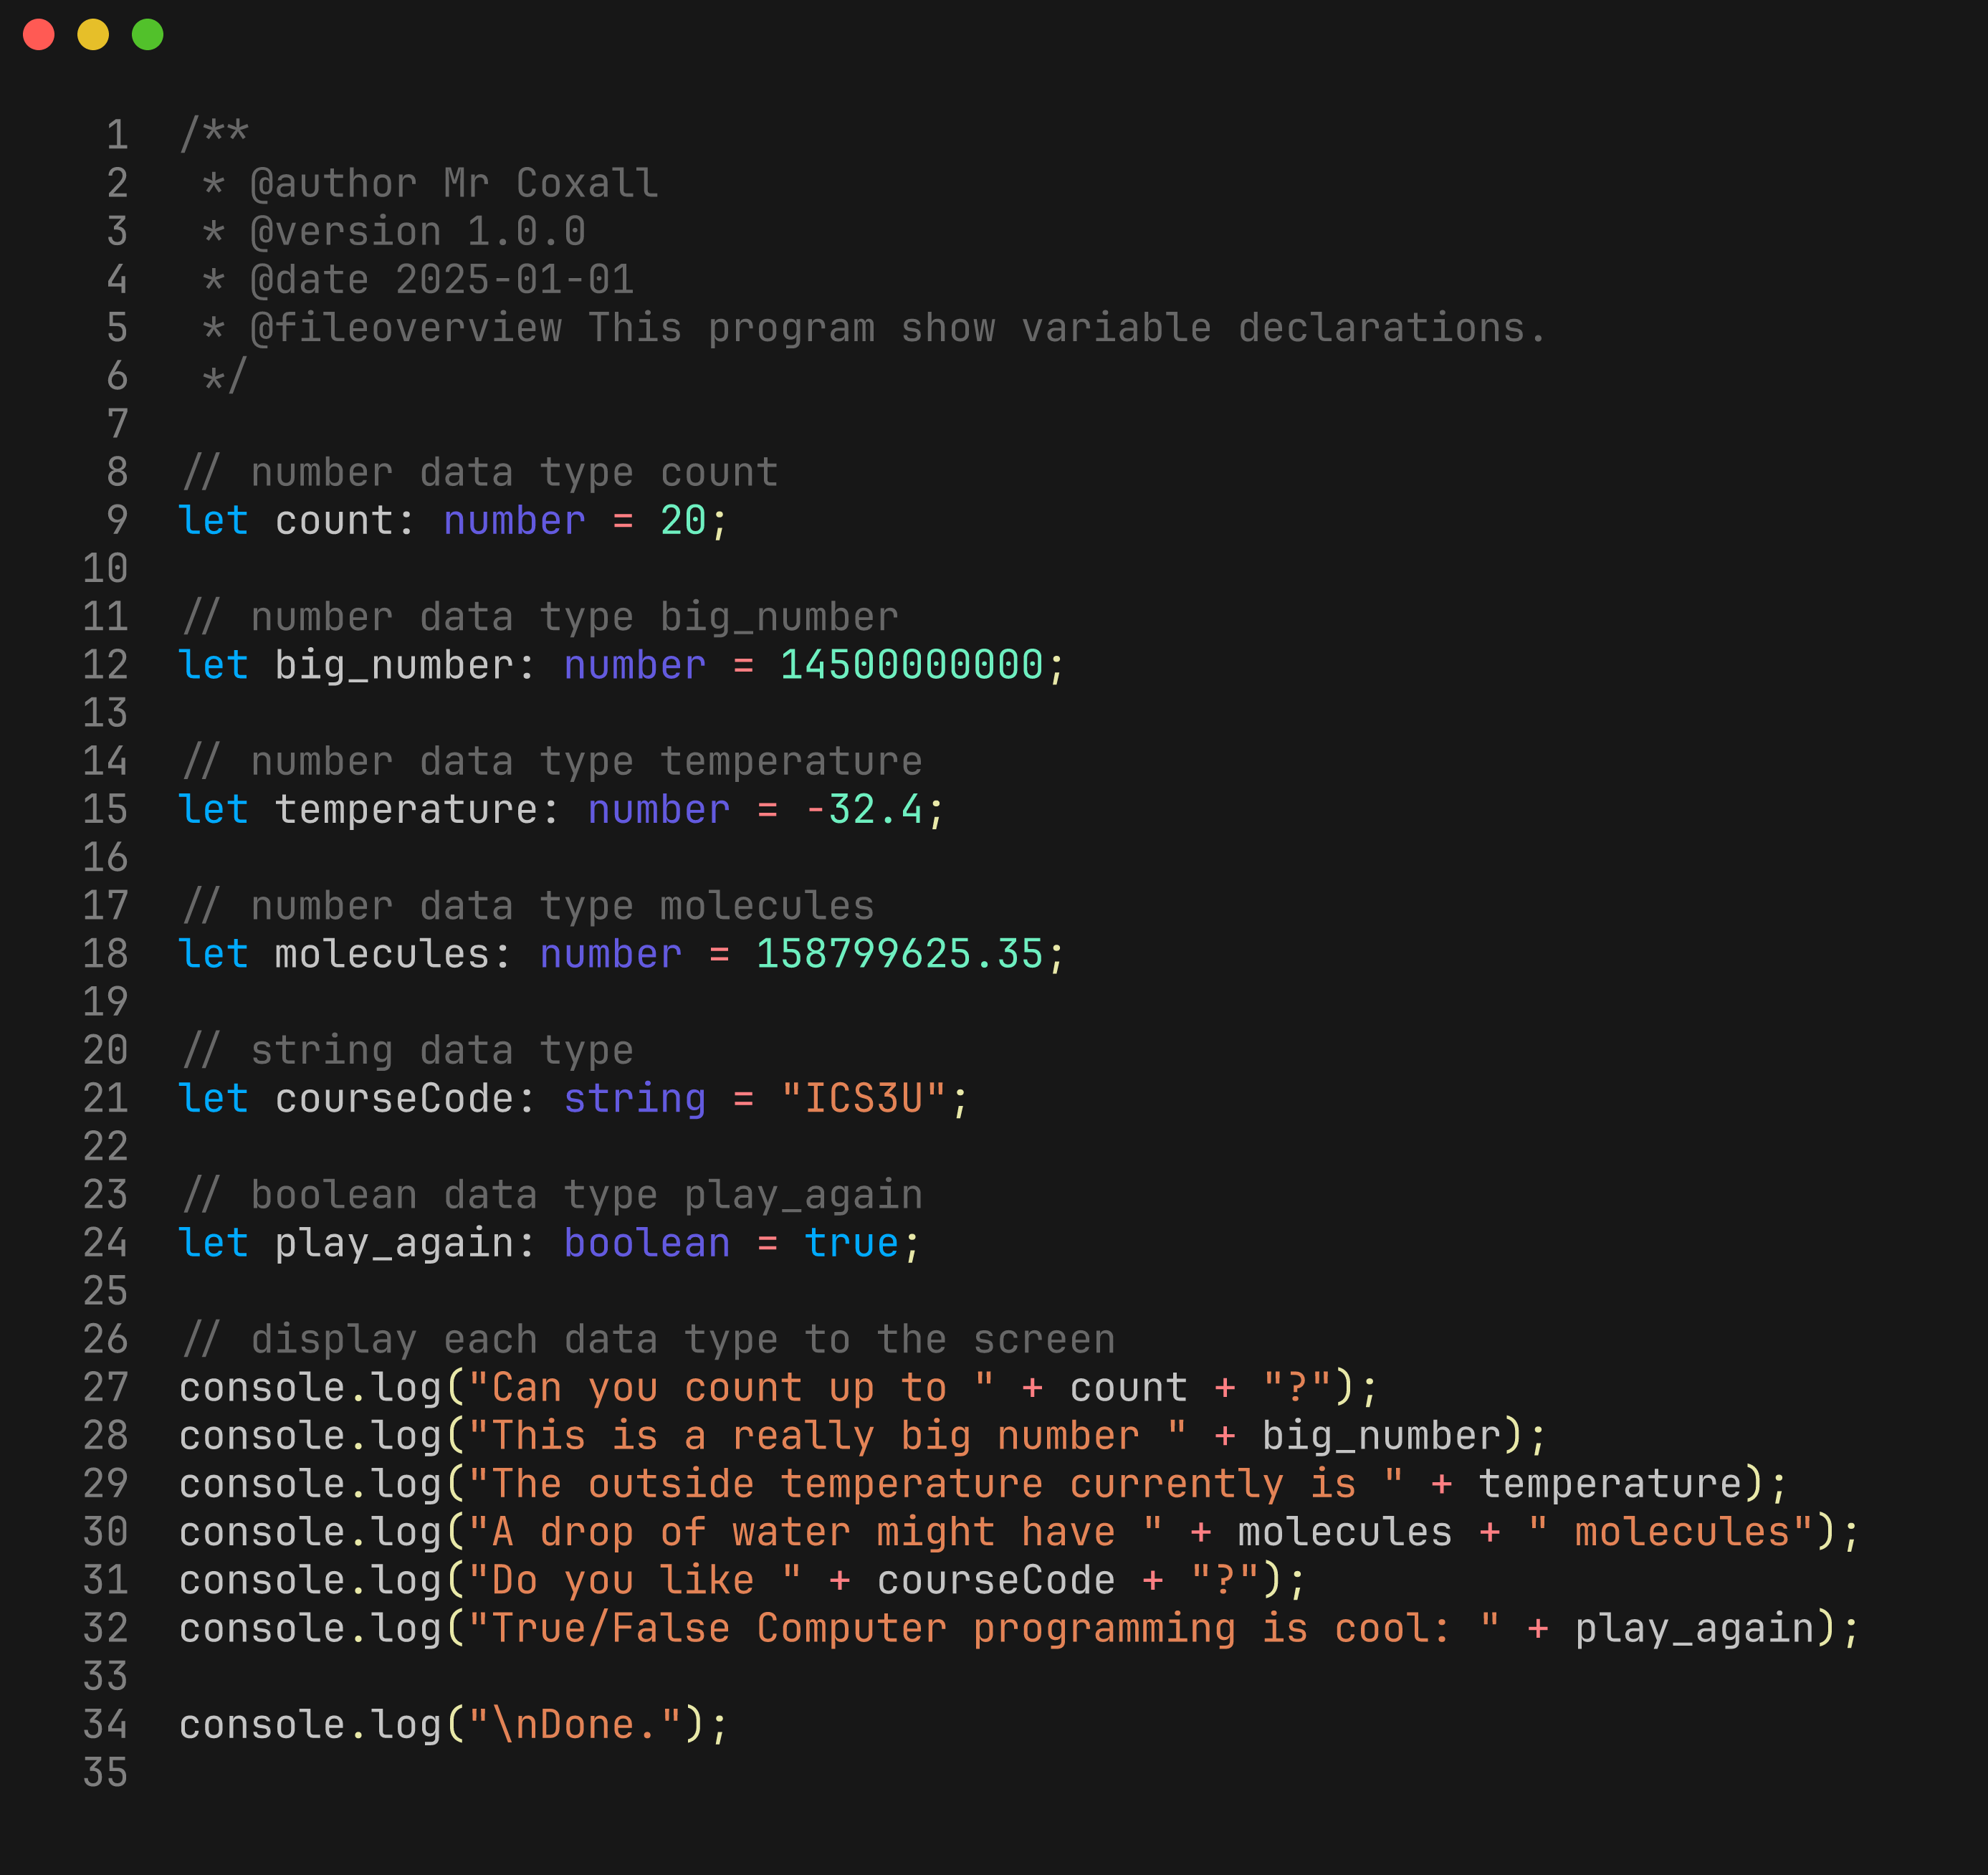 1 /**
2  * @author Mr Coxall
3  * @version 1.0.0
4  * @date 2025-01-01
5  * @fileoverview This program show variable declarations.
6  */
7
8 // number data type count
9 let count: number = 20;
10
11 // number data type big_number
12 let big_number: number = 14500000000;
13
14 // number data type temperature
15 let temperature: number = -32.4;
16
17 // number data type molecules
18 let molecules: number = 158799625.35;
19
20 // string data type
21 let courseCode: string = "ICS3U";
22
23 // boolean data type play_again
24 let play_again: boolean = true;
25
26 // display each data type to the screen
27 console.log("Can you count up to " + count + "?");
28 console.log("This is a really big number " + big_number);
29 console.log("The outside temperature currently is " + temperature);
30 console.log("A drop of water might have " + molecules + " molecules");
31 console.log("Do you like " + courseCode + "?");
32 console.log("True/False Computer programming is cool: " + play_again);
33
34 console.log("\nDone.");
35